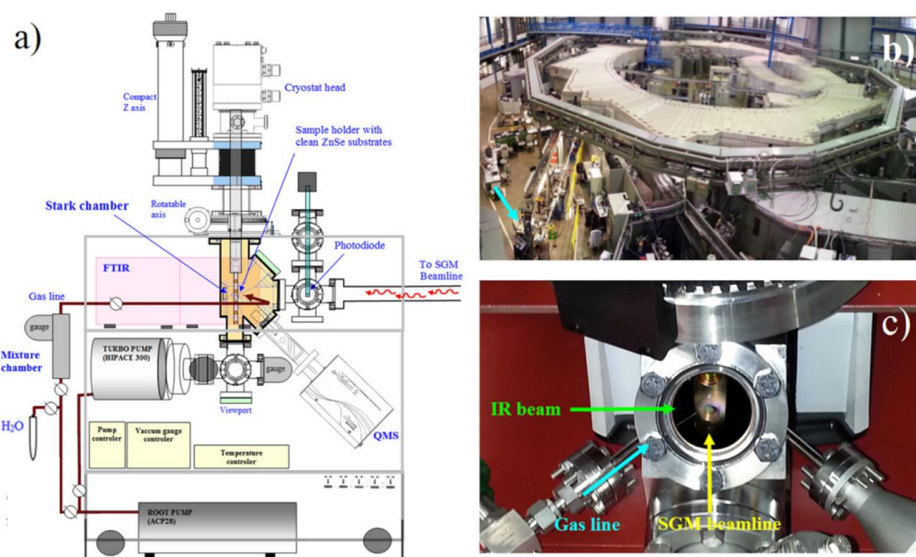 a)
Compact
Z axis
Cryostat head
Sample holder with
clean ZnSe substrates
Stark chamber
Rotatable
axis
Photodiode
To SGM
Beamline
FTIR
Gas line
gauge
Mixture
chamber
TURBO PUMP
(HIPACE 300)
gauge
Viewport
QMS
H2O
Pump
controler
Vaccum gauge
controler
Temperature
controler
ROOT PUMP
(ACP28)
b)
c)
IR beam
Gas line
SGM beamline